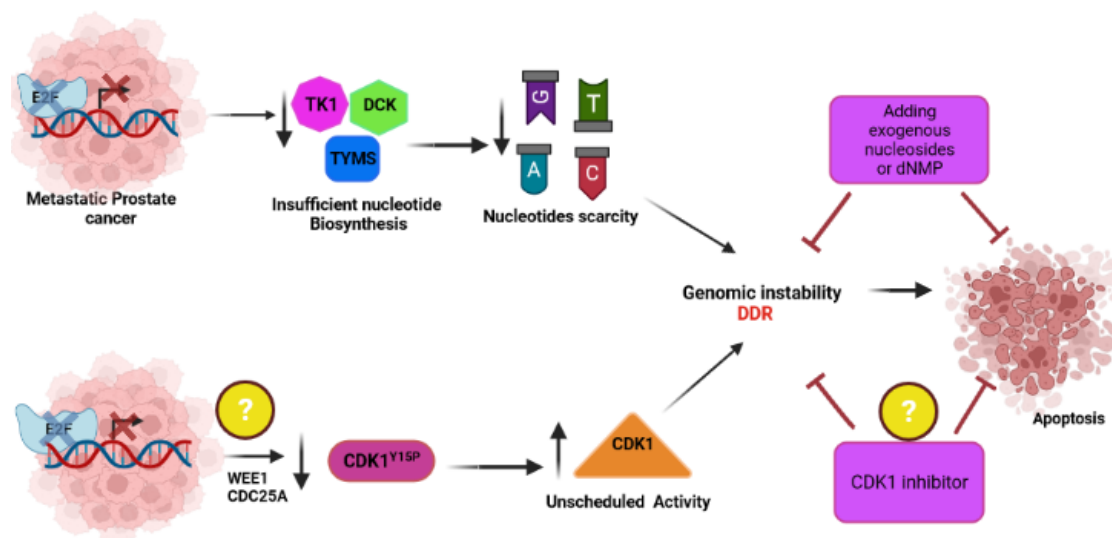 E2F
Metastatic Prostate
cancer
TK1
DCK
TYMS
Insufficient nucleotide
Biosynthesis
G
T
A
C
Nucleotides scarcity
Adding
exogenous
nucleosides
or dNMP
Genomic instability
DDR
Apoptosis
E2F
?
WEE1
CDC25A
CDK1Y15P
CDK1
Unscheduled Activity
?
CDK1 inhibitor